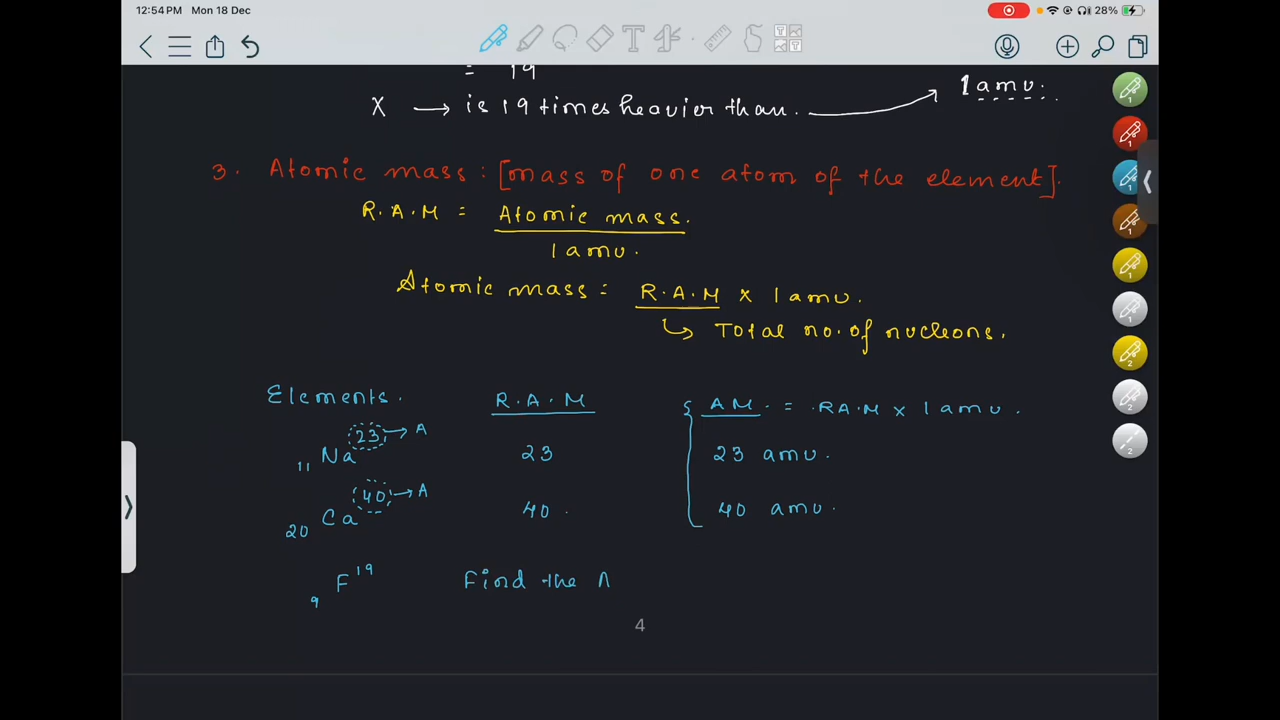 12:54PM Mon 18 Dec
28%
= 19
X → is 19 times heavier than. → 1 amu.
3. Atomic mass: [mass of one atom of the element].
R.A.M = Atomic mass.
1 amu.
Atomic mass = R.A.M × 1 amu.
↳ Total no. of nucleons.
Elements. R.A.M AM. = RA.M × 1 amu.
11 Na 23 → A 23 23 amu.
20 Ca 40 → A 40. 40 amu.
9 F 19 Find the
4